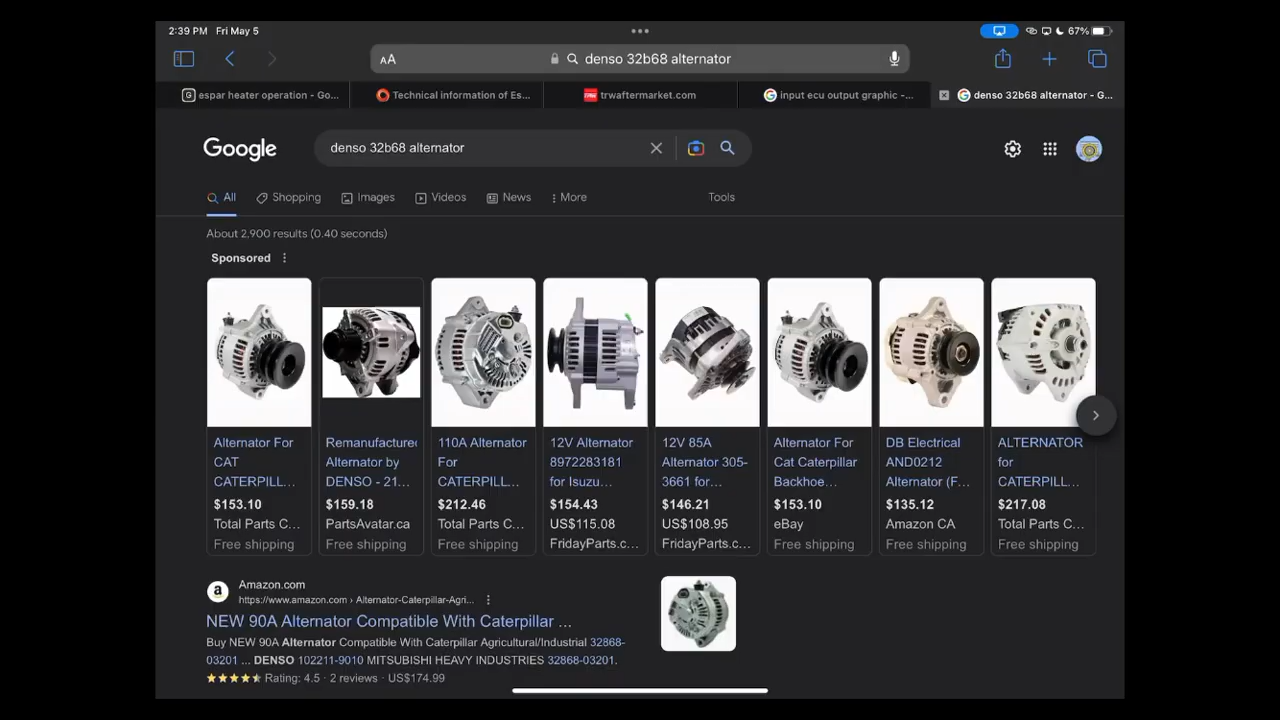 2:39 PM Fri May 5
67%
AA
denso 32b68 alternator
espar heater operation - Go...
Technical information of Es...
trwaftermarket.com
input ecu output graphic -...
denso 32b68 alternator - G...
Google
denso 32b68 alternator
All
Shopping
Images
Videos
News
More
Tools
About 2,900 results (0.40 seconds)
Sponsored
Alternator For
CAT
CATERPILL...
$153.10
Total Parts C...
Free shipping
Remanufactured
Alternator by
DENSO - 21...
$159.18
PartsAvatar.ca
Free shipping
110A Alternator
For
CATERPILL...
$212.46
Total Parts C...
Free shipping
12V Alternator
8972283181
for Isuzu...
$154.43
US$115.08
FridayParts.c...
12V 85A
Alternator 305-
3661 for...
$146.21
US$108.95
FridayParts.c...
Alternator For
Cat Caterpillar
Backhoe...
$153.10
eBay
Free shipping
DB Electrical
AND0212
Alternator (F...
$135.12
Amazon CA
Free shipping
ALTERNATOR
for
CATERPILL...
$217.08
Total Parts C...
Free shipping
a
Amazon.com
https://www.amazon.com › Alternator-Caterpillar-Agri...
NEW 90A Alternator Compatible With Caterpillar ...
Buy NEW 90A Alternator Compatible With Caterpillar Agricultural/Industrial 32868-
03201 ... DENSO 102211-9010 MITSUBISHI HEAVY INDUSTRIES 32868-03201.
Rating: 4.5 · 2 reviews · US$174.99